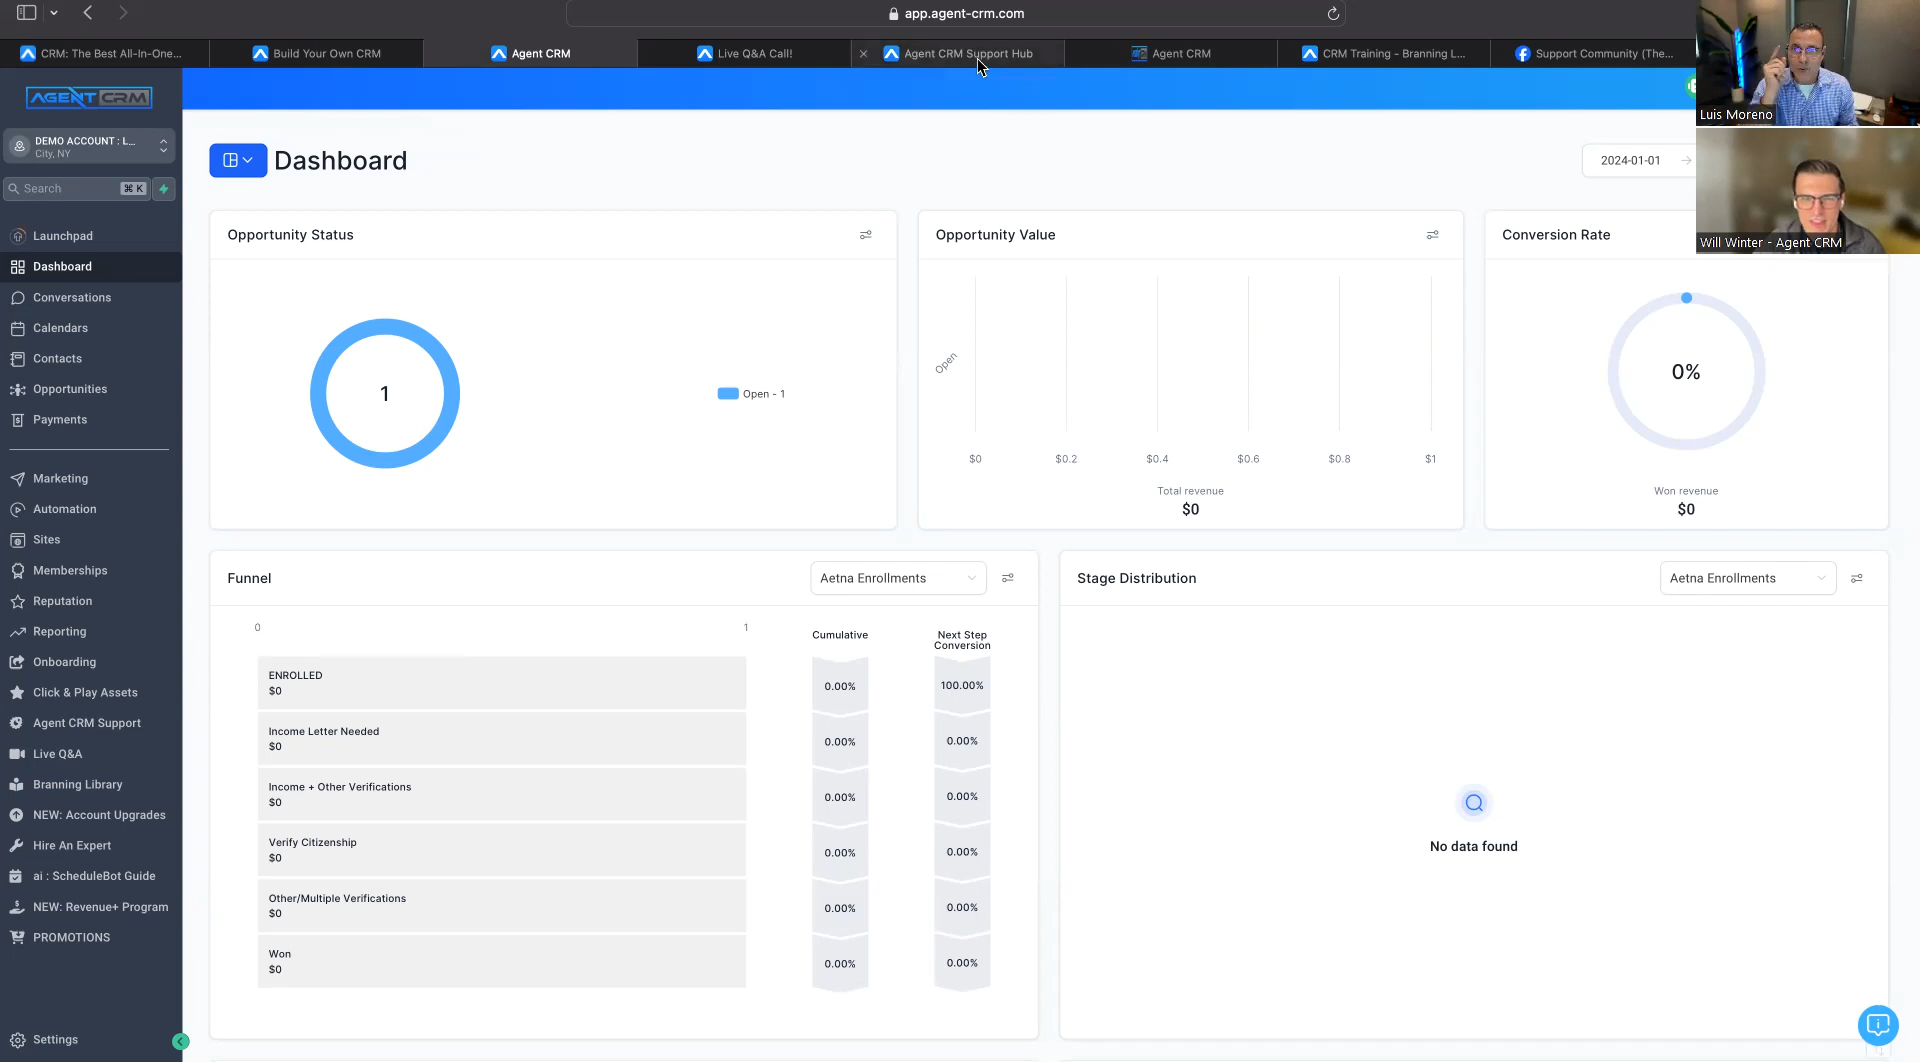 app.agent-crm.com
CRM: The Best All-In-One...
Build Your Own CRM
Agent CRM
Live Q&A Call!
Agent CRM Support Hub
Agent CRM
CRM Training - Branning L...
Support Community (The...
Luis Moreno
Will Winter - Agent CRM
AGENT CRM
DEMO ACCOUNT : L...
City, NY
Search
⌘ K
Launchpad
Dashboard
Conversations
Calendars
Contacts
Opportunities
Payments
Marketing
Automation
Sites
Memberships
Reputation
Reporting
Onboarding
Click & Play Assets
Agent CRM Support
Live Q&A
Branning Library
NEW: Account Upgrades
Hire An Expert
ai : ScheduleBot Guide
NEW: Revenue+ Program
PROMOTIONS
Settings
Dashboard
2024-01-01
Opportunity Status
1
Open - 1
Opportunity Value
Open
$0 $0.2 $0.4 $0.6 $0.8 $1
Total revenue
$0
Conversion Rate
0%
Won revenue
$0
Funnel
Aetna Enrollments
0 1
Cumulative
Next Step
Conversion
ENROLLED
$0
0.00% 100.00%
Income Letter Needed
$0
0.00% 0.00%
Income + Other Verifications
$0
0.00% 0.00%
Verify Citizenship
$0
0.00% 0.00%
Other/Multiple Verifications
$0
0.00% 0.00%
Won
$0
0.00% 0.00%
Stage Distribution
Aetna Enrollments
No data found